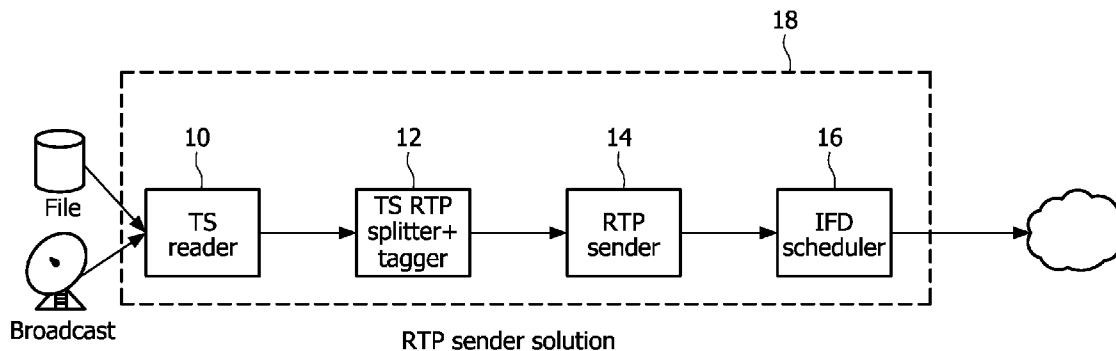 18
10
12
14
16
File
TS
reader
TS RTP
splitter+
tagger
RTP
sender
IFD
scheduler
Broadcast
RTP sender solution